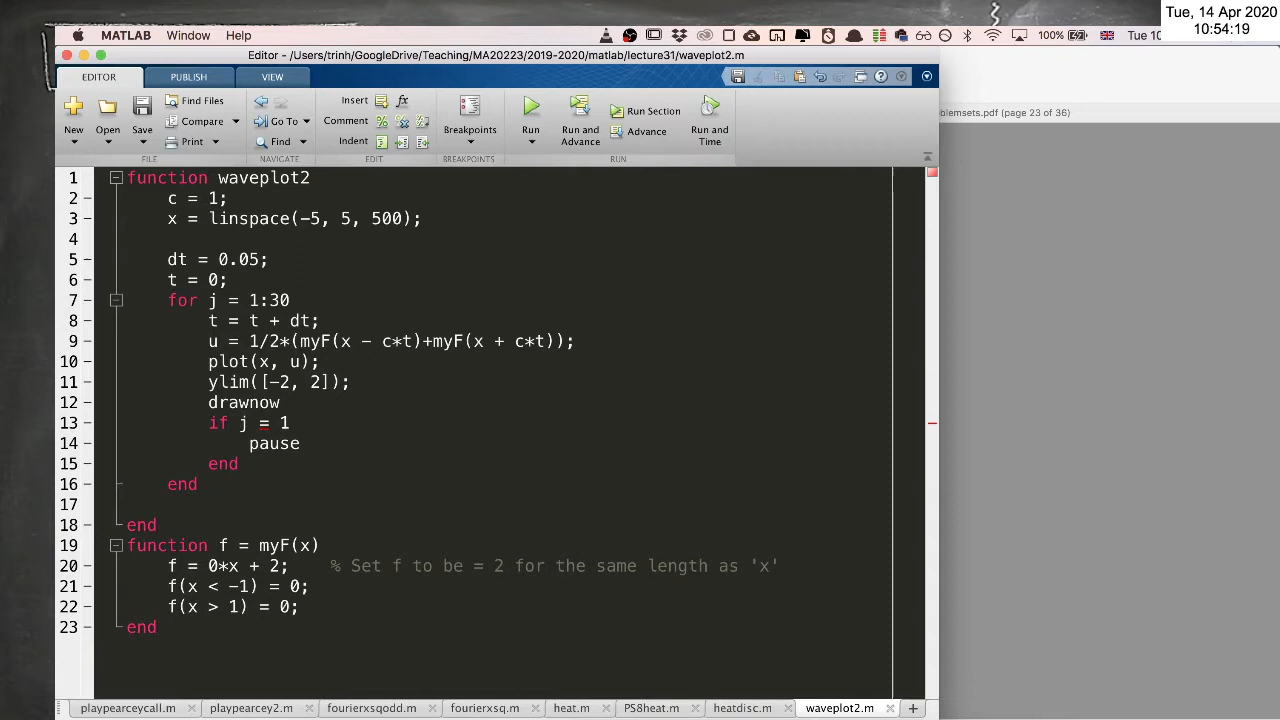 Tue, 14 Apr 2020
10:54:19
MATLAB Window Help
100% Tue 10
Editor - /Users/trinh/GoogleDrive/Teaching/MA20223/2019-2020/matlab/lecture31/waveplot2.m
EDITOR PUBLISH VIEW
New Open Save Find Files Compare Print
Go To Find
Insert fx
Comment
Indent
Breakpoints Run Run and Advance Run Section Advance Run and Time
FILE NAVIGATE EDIT BREAKPOINTS RUN
blemsets.pdf (page 23 of 36)
1 function waveplot2
2 c = 1;
3 x = linspace(-5, 5, 500);
4
5 dt = 0.05;
6 t = 0;
7 for j = 1:30
8 t = t + dt;
9 u = 1/2*(myF(x - c*t)+myF(x + c*t));
10 plot(x, u);
11 ylim([-2, 2]);
12 drawnow
13 if j = 1
14 pause
15 end
16 end
17
18 end
19 function f = myF(x)
20 f = 0*x + 2; % Set f to be = 2 for the same length as 'x'
21 f(x < -1) = 0;
22 f(x > 1) = 0;
23 end
playpearceycall.m playpearcey2.m fourierxsqodd.m fourierxsq.m heat.m PS8heat.m heatdisc.m waveplot2.m